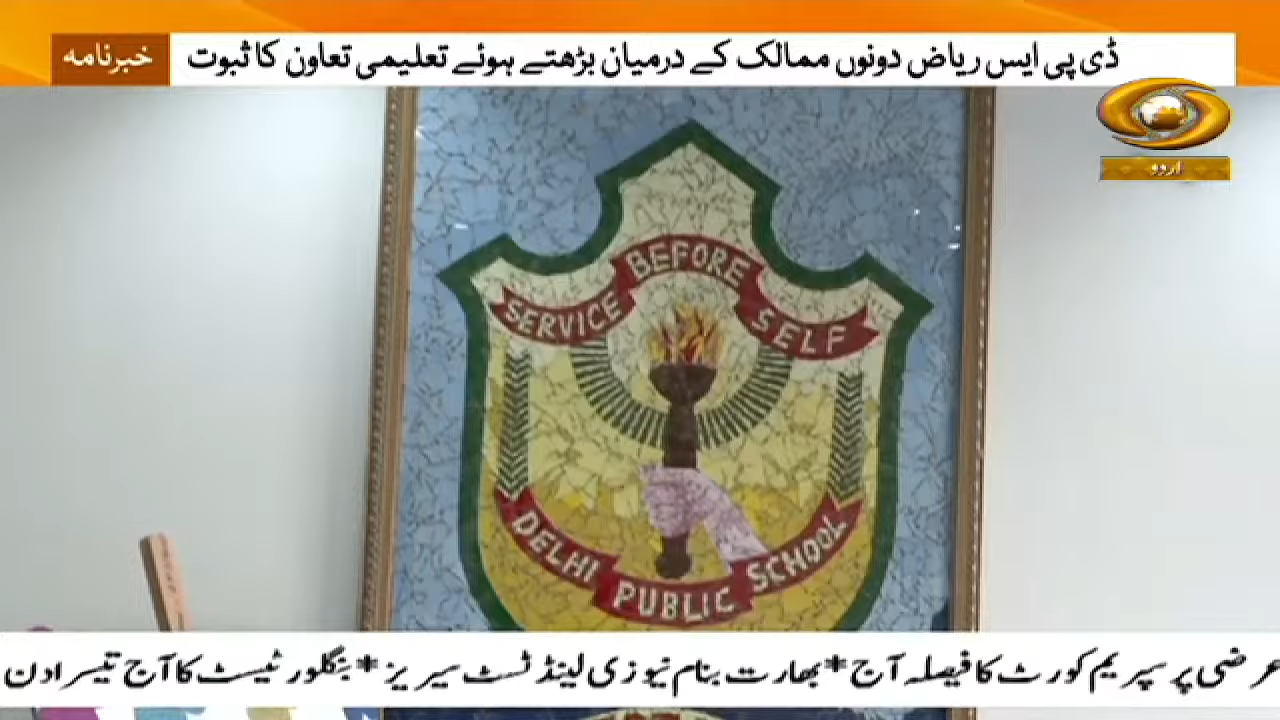 ڈی پی ایس ریاض دونوں ممالک کے درمیان بڑھتے ہوئے تعلیمی تعاون کا ثبوت
خبرنامہ
اردو
SERVICE BEFORE SELF
DELHI PUBLIC SCHOOL
عرضی پر سپریم کورٹ کا فیصلہ آج * بھارت بنام نیوزی لینڈ ٹسٹ سیریز * بنگلور ٹیسٹ کا آج تیسرا دن